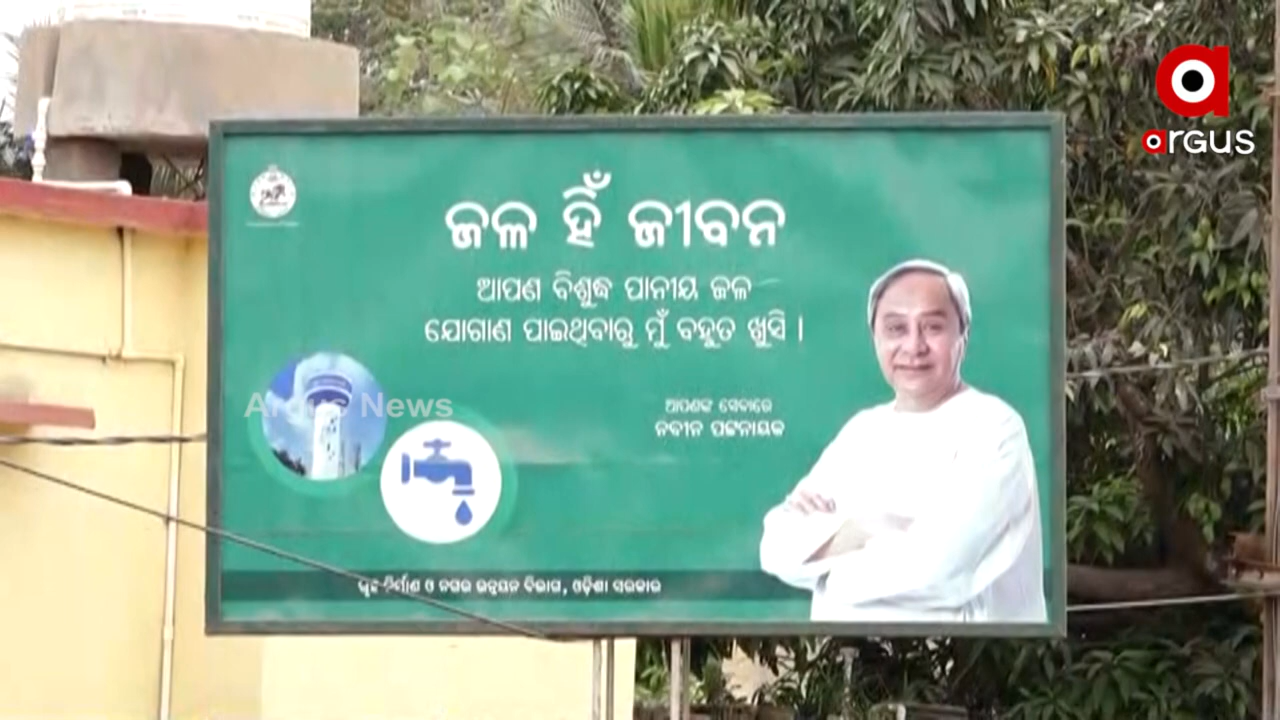 argus
ଜଳ ହିଁ ଜୀବନ
ଆପଣ ବିଶୁଦ୍ଧ ପାନୀୟ ଜଳ
ଯୋଗାଣ ପାଇଥିବାରୁ ମୁଁ ବହୁତ ଖୁସି ।
Argus News
ଆପଣଙ୍କ ସେବାରେ
ନବୀନ ପଟ୍ଟନାୟକ
ଗୃହ ନିର୍ମାଣ ଓ ନଗର ଉନ୍ନୟନ ବିଭାଗ, ଓଡ଼ିଶା ସରକାର